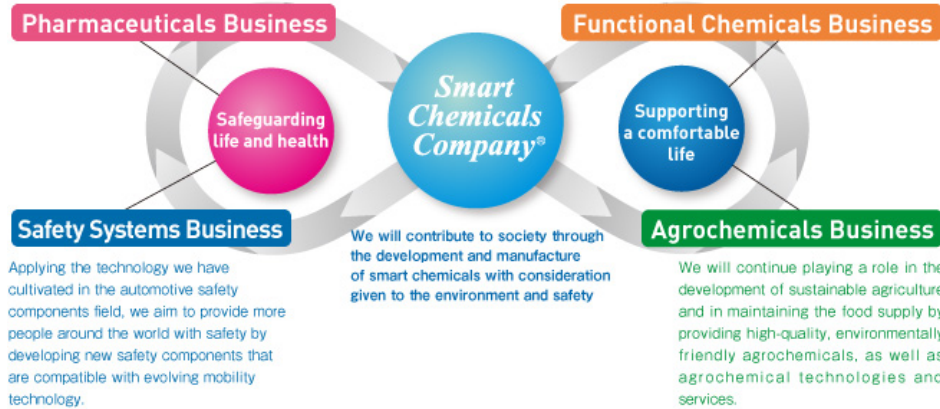 Pharmaceuticals Business
Functional Chemicals Business
Safeguarding
life and health
Smart
Chemicals
Company®
Supporting
a comfortable
life
Safety Systems Business
Agrochemicals Business
Applying the technology we have
cultivated in the automotive safety
components field, we aim to provide more
people around the world with safety by
developing new safety components that
are compatible with evolving mobility
technology.
We will contribute to society through
the development and manufacture
of smart chemicals with consideration
given to the environment and safety
We will continue playing a role in the
development of sustainable agriculture
and in maintaining the food supply by
providing high-quality, environmentally
friendly agrochemicals, as well as
agrochemical technologies and
services.